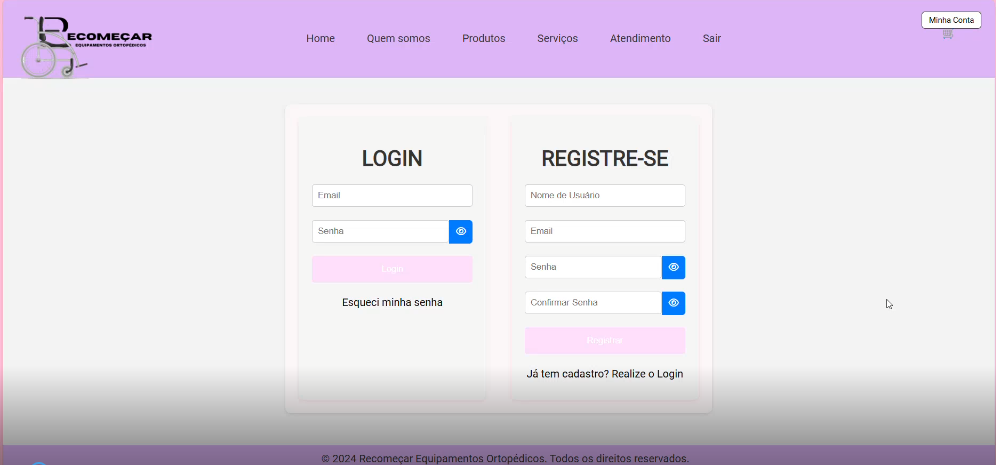 RECOMEÇAR
EQUIPAMENTOS ORTOPÉDICOS
Home
Quem somos
Produtos
Serviços
Atendimento
Sair
Minha Conta
LOGIN
Email
Senha
Login
Esqueci minha senha
REGISTRE-SE
Nome de Usuário
Email
Senha
Confirmar Senha
Registrar
Já tem cadastro? Realize o Login
© 2024 Recomeçar Equipamentos Ortopédicos. Todos os direitos reservados.